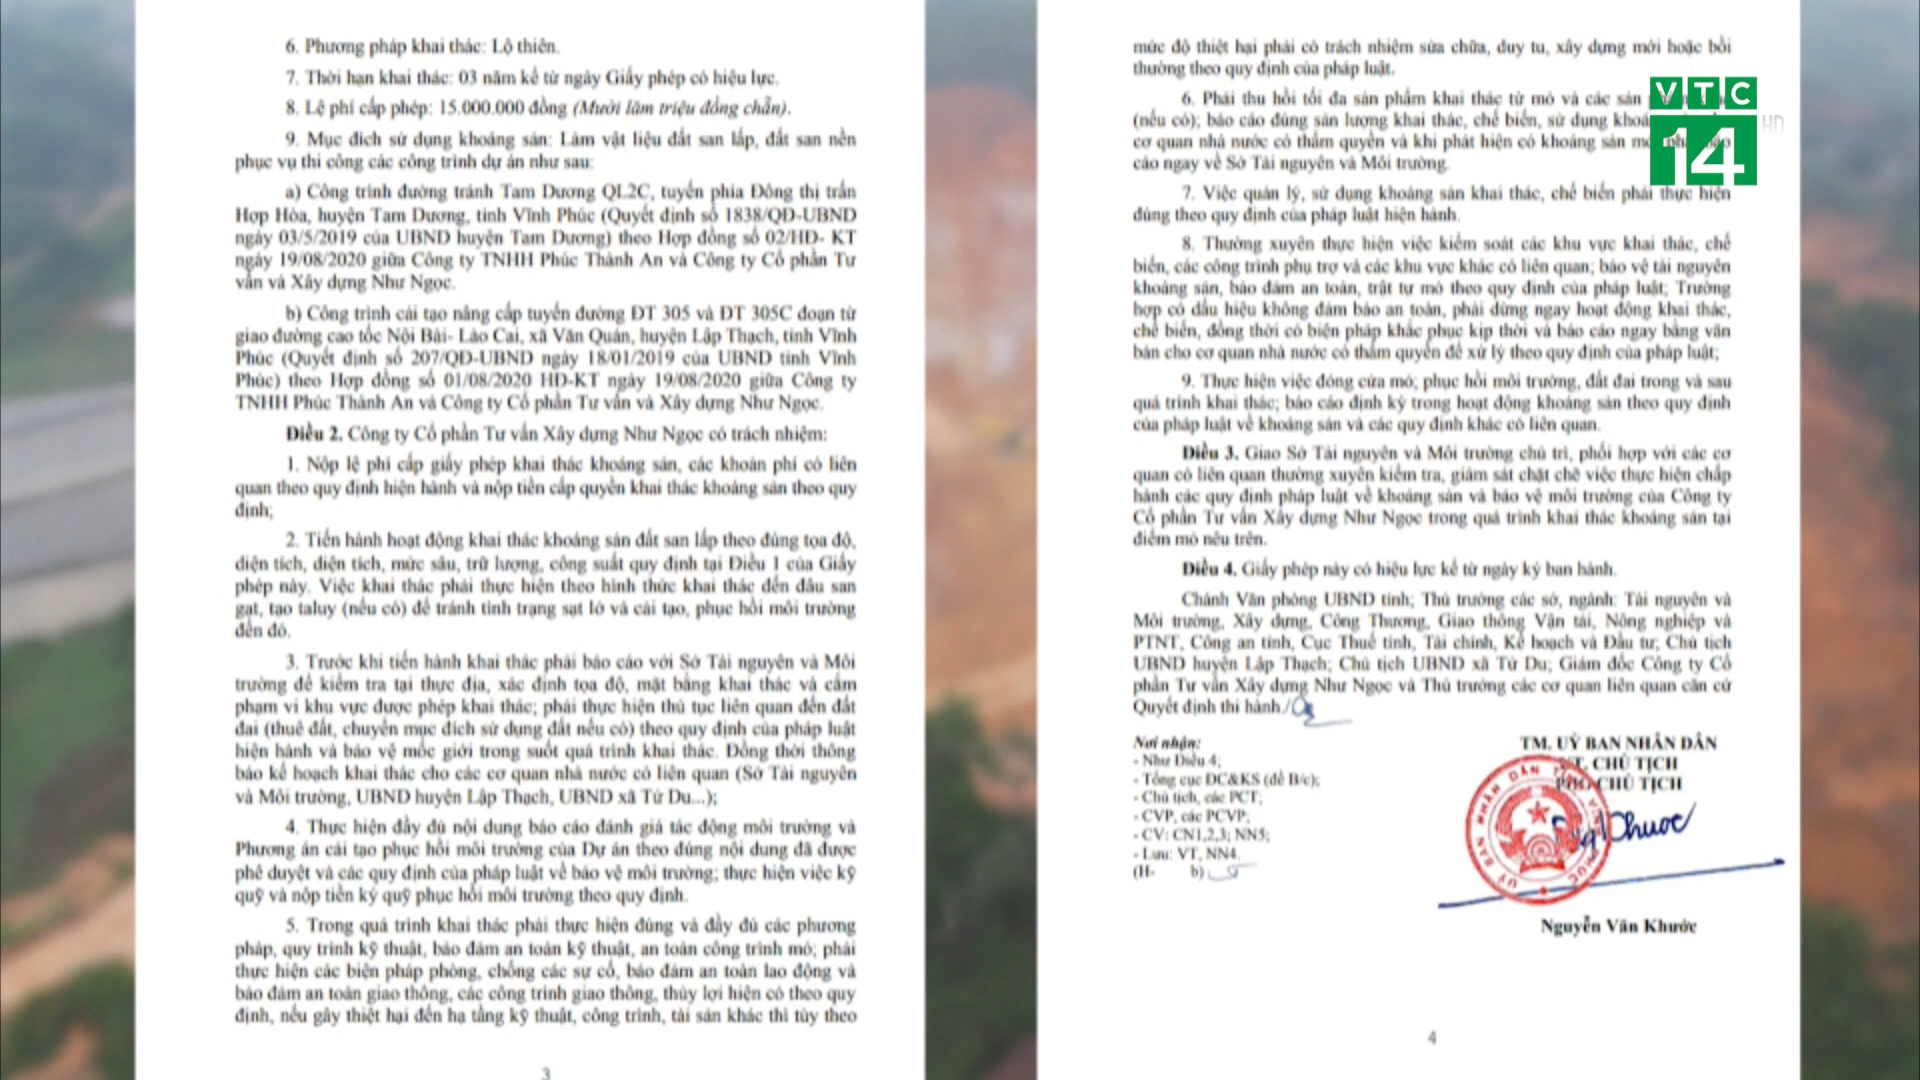 6. Phương pháp khai thác: Lộ thiên.
7. Thời hạn khai thác: 03 năm kể từ ngày Giấy phép có hiệu lực.
8. Lệ phí cấp phép: 15.000.000 đồng (Mười lăm triệu đồng chẵn).
9. Mục đích sử dụng khoáng sản: Làm vật liệu đất san lấp, đất san nền
phục vụ thi công các công trình dự án như sau:
a) Công trình đường tránh Tam Dương QL2C, tuyến phía Đông thị trấn
Hợp Hòa, huyện Tam Dương, tỉnh Vĩnh Phúc (Quyết định số 1838/QĐ-UBND
ngày 03/5/2019 của UBND huyện Tam Dương) theo Hợp đồng số 02/HĐ- KT
ngày 19/08/2020 giữa Công ty TNHH Phúc Thành An và Công ty Cổ phần Tư
vấn và Xây dựng Như Ngọc.
b) Công trình cải tạo nâng cấp tuyến đường ĐT 305 và ĐT 305C đoạn từ
giao đường cao tốc Nội Bài- Lào Cai, xã Văn Quán, huyện Lập Thạch, tỉnh Vĩnh
Phúc (Quyết định số 207/QĐ-UBND ngày 18/01/2019 của UBND tỉnh Vĩnh
Phúc) theo Hợp đồng số 01/08/2020 HĐ-KT ngày 19/08/2020 giữa Công ty
TNHH Phúc Thành An và Công ty Cổ phần Tư vấn và Xây dựng Như Ngọc.
Điều 2. Công ty Cổ phần Tư vấn Xây dựng Như Ngọc có trách nhiệm:
1. Nộp lệ phí cấp giấy phép khai thác khoáng sản, các khoản phí có liên
quan theo quy định hiện hành và nộp tiền cấp quyền khai thác khoáng sản theo quy
định;
2. Tiến hành hoạt động khai thác khoáng sản đất san lấp theo đúng tọa độ,
diện tích, diện tích, mức sâu, trữ lượng, công suất quy định tại Điều 1 của Giấy
phép này. Việc khai thác phải thực hiện theo hình thức khai thác đến đâu san
gạt, tạo taluy (nếu có) để tránh tình trạng sạt lở và cải tạo, phục hồi môi trường
đến đó.
3. Trước khi tiến hành khai thác phải báo cáo với Sở Tài nguyên và Môi
trường để kiểm tra tại thực địa, xác định tọa độ, mặt bằng khai thác và cắm
phạm vi khu vực được phép khai thác; phải thực hiện thủ tục liên quan đến đất
đai (thuê đất, chuyển mục đích sử dụng đất nếu có) theo quy định của pháp luật
hiện hành và bảo vệ mốc giới trong suốt quá trình khai thác. Đồng thời thông
báo kế hoạch khai thác cho các cơ quan nhà nước có liên quan (Sở Tài nguyên
và Môi trường, UBND huyện Lập Thạch, UBND xã Tử Du...);
4. Thực hiện đầy đủ nội dung báo cáo đánh giá tác động môi trường và
Phương án cải tạo phục hồi môi trường của Dự án theo đúng nội dung đã được
phê duyệt và các quy định của pháp luật về bảo vệ môi trường; thực hiện việc ký
quỹ và nộp tiền ký quỹ phục hồi môi trường theo quy định.
5. Trong quá trình khai thác phải thực hiện đúng và đầy đủ các phương
pháp, quy trình kỹ thuật, bảo đảm an toàn kỹ thuật, an toàn công trình mỏ; phải
thực hiện các biện pháp phòng, chống các sự cố, bảo đảm an toàn lao động và
bảo đảm an toàn giao thông, các công trình giao thông, thủy lợi hiện có theo quy
định, nếu gây thiệt hại đến hạ tầng kỹ thuật, công trình, tài sản khác thì tùy theo
3
mức độ thiệt hại phải có trách nhiệm sửa chữa, duy tu, xây dựng mới hoặc bồi
thường theo quy định của pháp luật.
6. Phải thu hồi tối đa sản phẩm khai thác từ mỏ và các sản
(nếu có); báo cáo đúng sản lượng khai thác, chế biến, sử dụng
cơ quan nhà nước có thẩm quyền và khi phát hiện có khoáng sản
cáo ngay về Sở Tài nguyên và Môi trường.
7. Việc quản lý, sử dụng khoáng sản khai thác, chế biến phải thực hiện
đúng theo quy định của pháp luật hiện hành.
8. Thường xuyên thực hiện việc kiểm soát các khu vực khai thác, chế
biến, các công trình phụ trợ và các khu vực khác có liên quan; bảo vệ tài nguyên
khoáng sản, bảo đảm an toàn, trật tự mỏ theo quy định của pháp luật; Trường
hợp có dấu hiệu không đảm bảo an toàn, phải dừng ngay hoạt động khai thác,
chế biến, đồng thời có biện pháp khắc phục kịp thời và báo cáo ngay bằng văn
bản cho cơ quan nhà nước có thẩm quyền để xử lý theo quy định của pháp luật;
9. Thực hiện việc đóng cửa mỏ; phục hồi môi trường, đất đai trong và sau
quá trình khai thác; báo cáo định kỳ trong hoạt động khoáng sản theo quy định
của pháp luật về khoáng sản và các quy định khác có liên quan.
Điều 3. Giao Sở Tài nguyên và Môi trường chủ trì, phối hợp với các cơ
quan có liên quan thường xuyên kiểm tra, giám sát chặt chẽ việc thực hiện chấp
hành các quy định pháp luật về khoáng sản và bảo vệ môi trường của Công ty
Cổ phần Tư vấn Xây dựng Như Ngọc trong quá trình khai thác khoáng sản tại
điểm mỏ nêu trên.
Điều 4. Giấy phép này có hiệu lực kể từ ngày ký ban hành.
Chánh Văn phòng UBND tỉnh; Thủ trưởng các sở, ngành: Tài nguyên và
Môi trường, Xây dựng, Công Thương, Giao thông Vận tải, Nông nghiệp và
PTNT, Công an tỉnh, Cục Thuế tỉnh, Tài chính, Kế hoạch và Đầu tư; Chủ tịch
UBND huyện Lập Thạch; Chủ tịch UBND xã Tử Du; Giám đốc Công ty Cổ
phần Tư vấn Xây dựng Như Ngọc và Thủ trưởng các cơ quan liên quan căn cứ
Quyết định thi hành./
Nơi nhận:
- Như Điều 4;
- Tổng cục ĐC&KS (để B/c);
- Chủ tịch, các PCT;
- CVP, các PCVP;
- CV: CN1,2,3; NN5;
- Lưu: VT, NN4.
(H- b)
TM. UỶ BAN NHÂN DÂN
KT. CHỦ TỊCH
PHÓ CHỦ TỊCH
Nguyễn Văn Khước
4
VTC
14
HD